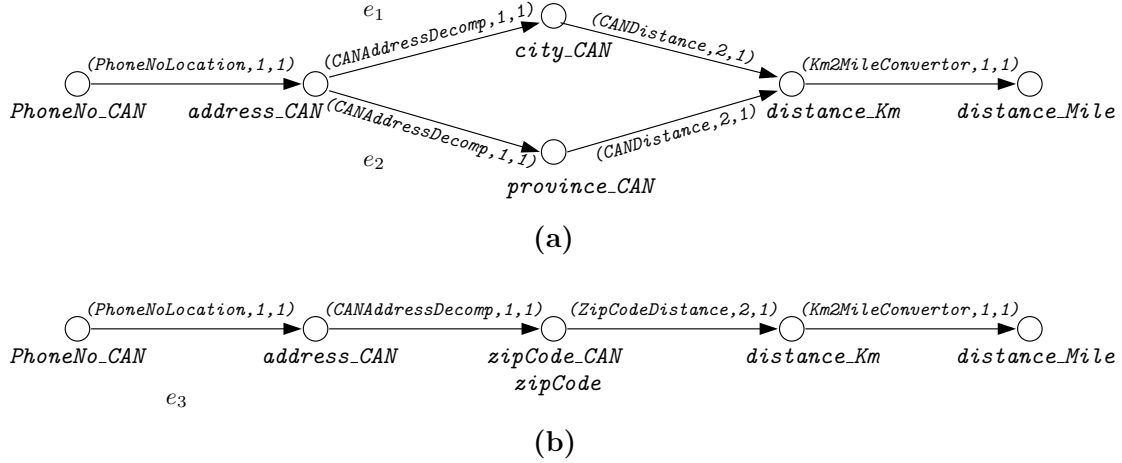 e₁
(CANAddressDecomp,1,1)
city_CAN
(CANDistance,2,1)
(PhoneNoLocation,1,1)
(Km2MileConvertor,1,1)
PhoneNo_CAN
address_CAN
distance_Km
distance_Mile
(CANAddressDecomp,1,1)
(CANDistance,2,1)
e₂
province_CAN
(a)
(PhoneNoLocation,1,1)
(CANAddressDecomp,1,1)
(ZipCodeDistance,2,1)
(Km2MileConvertor,1,1)
PhoneNo_CAN
address_CAN
zipCode_CAN
zipCode
distance_Km
distance_Mile
e₃
(b)